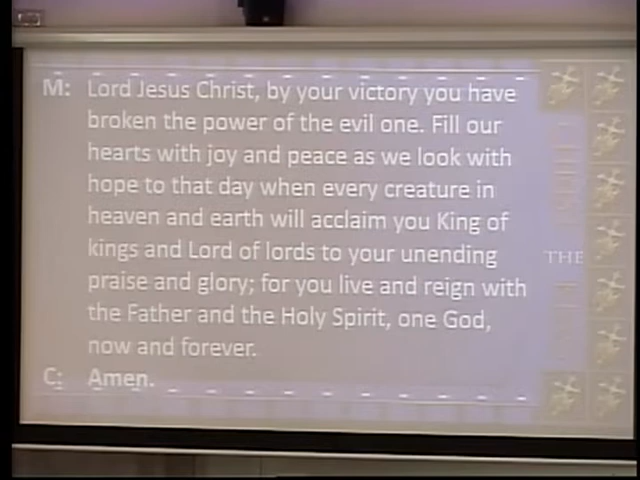 M: Lord Jesus Christ, by your victory you have
broken the power of the evil one. Fill our
hearts with joy and peace as we look with
hope to that day when every creature in
heaven and earth will acclaim you King of
kings and Lord of lords to your unending
praise and glory; for you live and reign with
the Father and the Holy Spirit, one God,
now and forever.
C: Amen.
THE